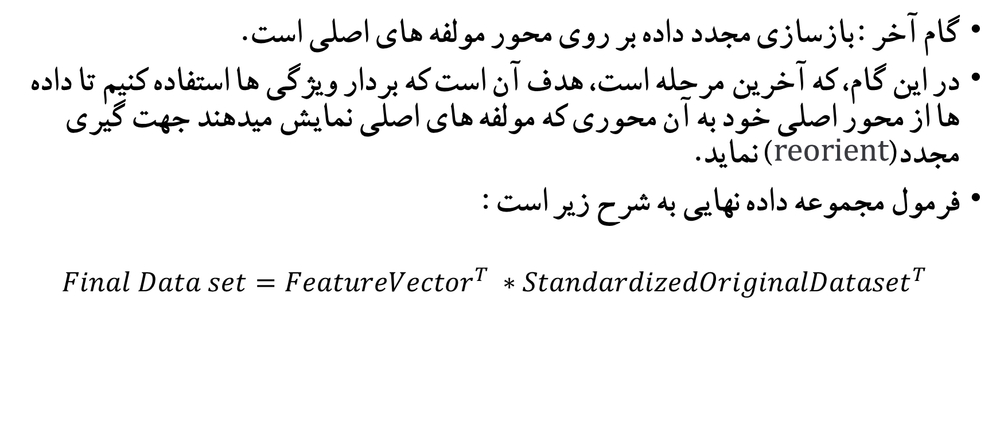 • گام آخر :بازسازی مجدد داده بر روی محور مولفه های اصلی است.
• در این گام،که آخرین مرحله است، هدف آن است که بردار ویژگی ها استفاده کنیم تا داده
ها از محور اصلی خود به آن محوری که مولفه های اصلی نمایش میدهند جهت گیری
مجدد(reorient) نماید.
• فرمول مجموعه داده نهایی به شرح زیر است :
Final Data set = FeatureVector^T * StandardizedOriginalDataset^T